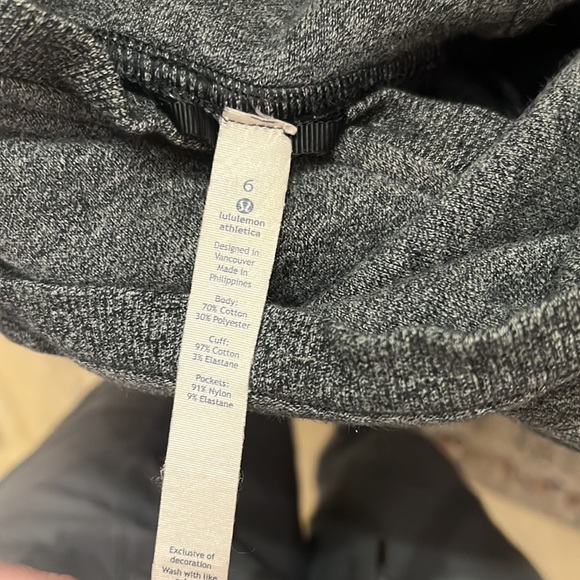 6
lululemon
athletica
Designed in
Vancouver
Made in
Philippines
Body:
70% Cotton
30% Polyester
Cuff:
97% Cotton
3% Elastane
Pockets:
91% Nylon
9% Elastane
Exclusive of
decoration
Wash with like